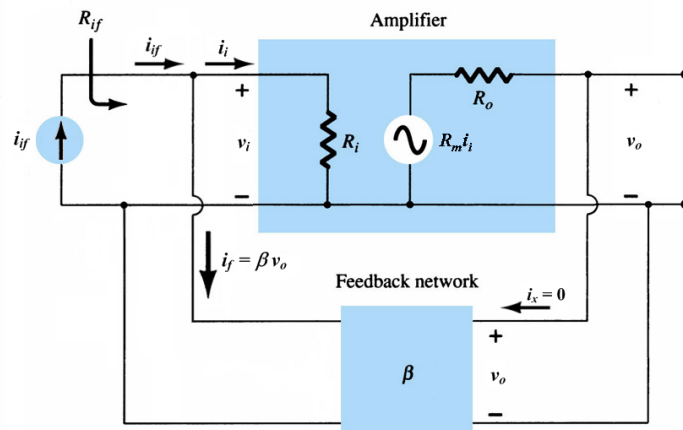 Amplifier
R_if
i_if
i_i
+
R_o
+
i_if
v_i
R_i
R_m i_i
v_o
−
−
i_f = β v_o
Feedback network
i_x = 0
+
β
v_o
−